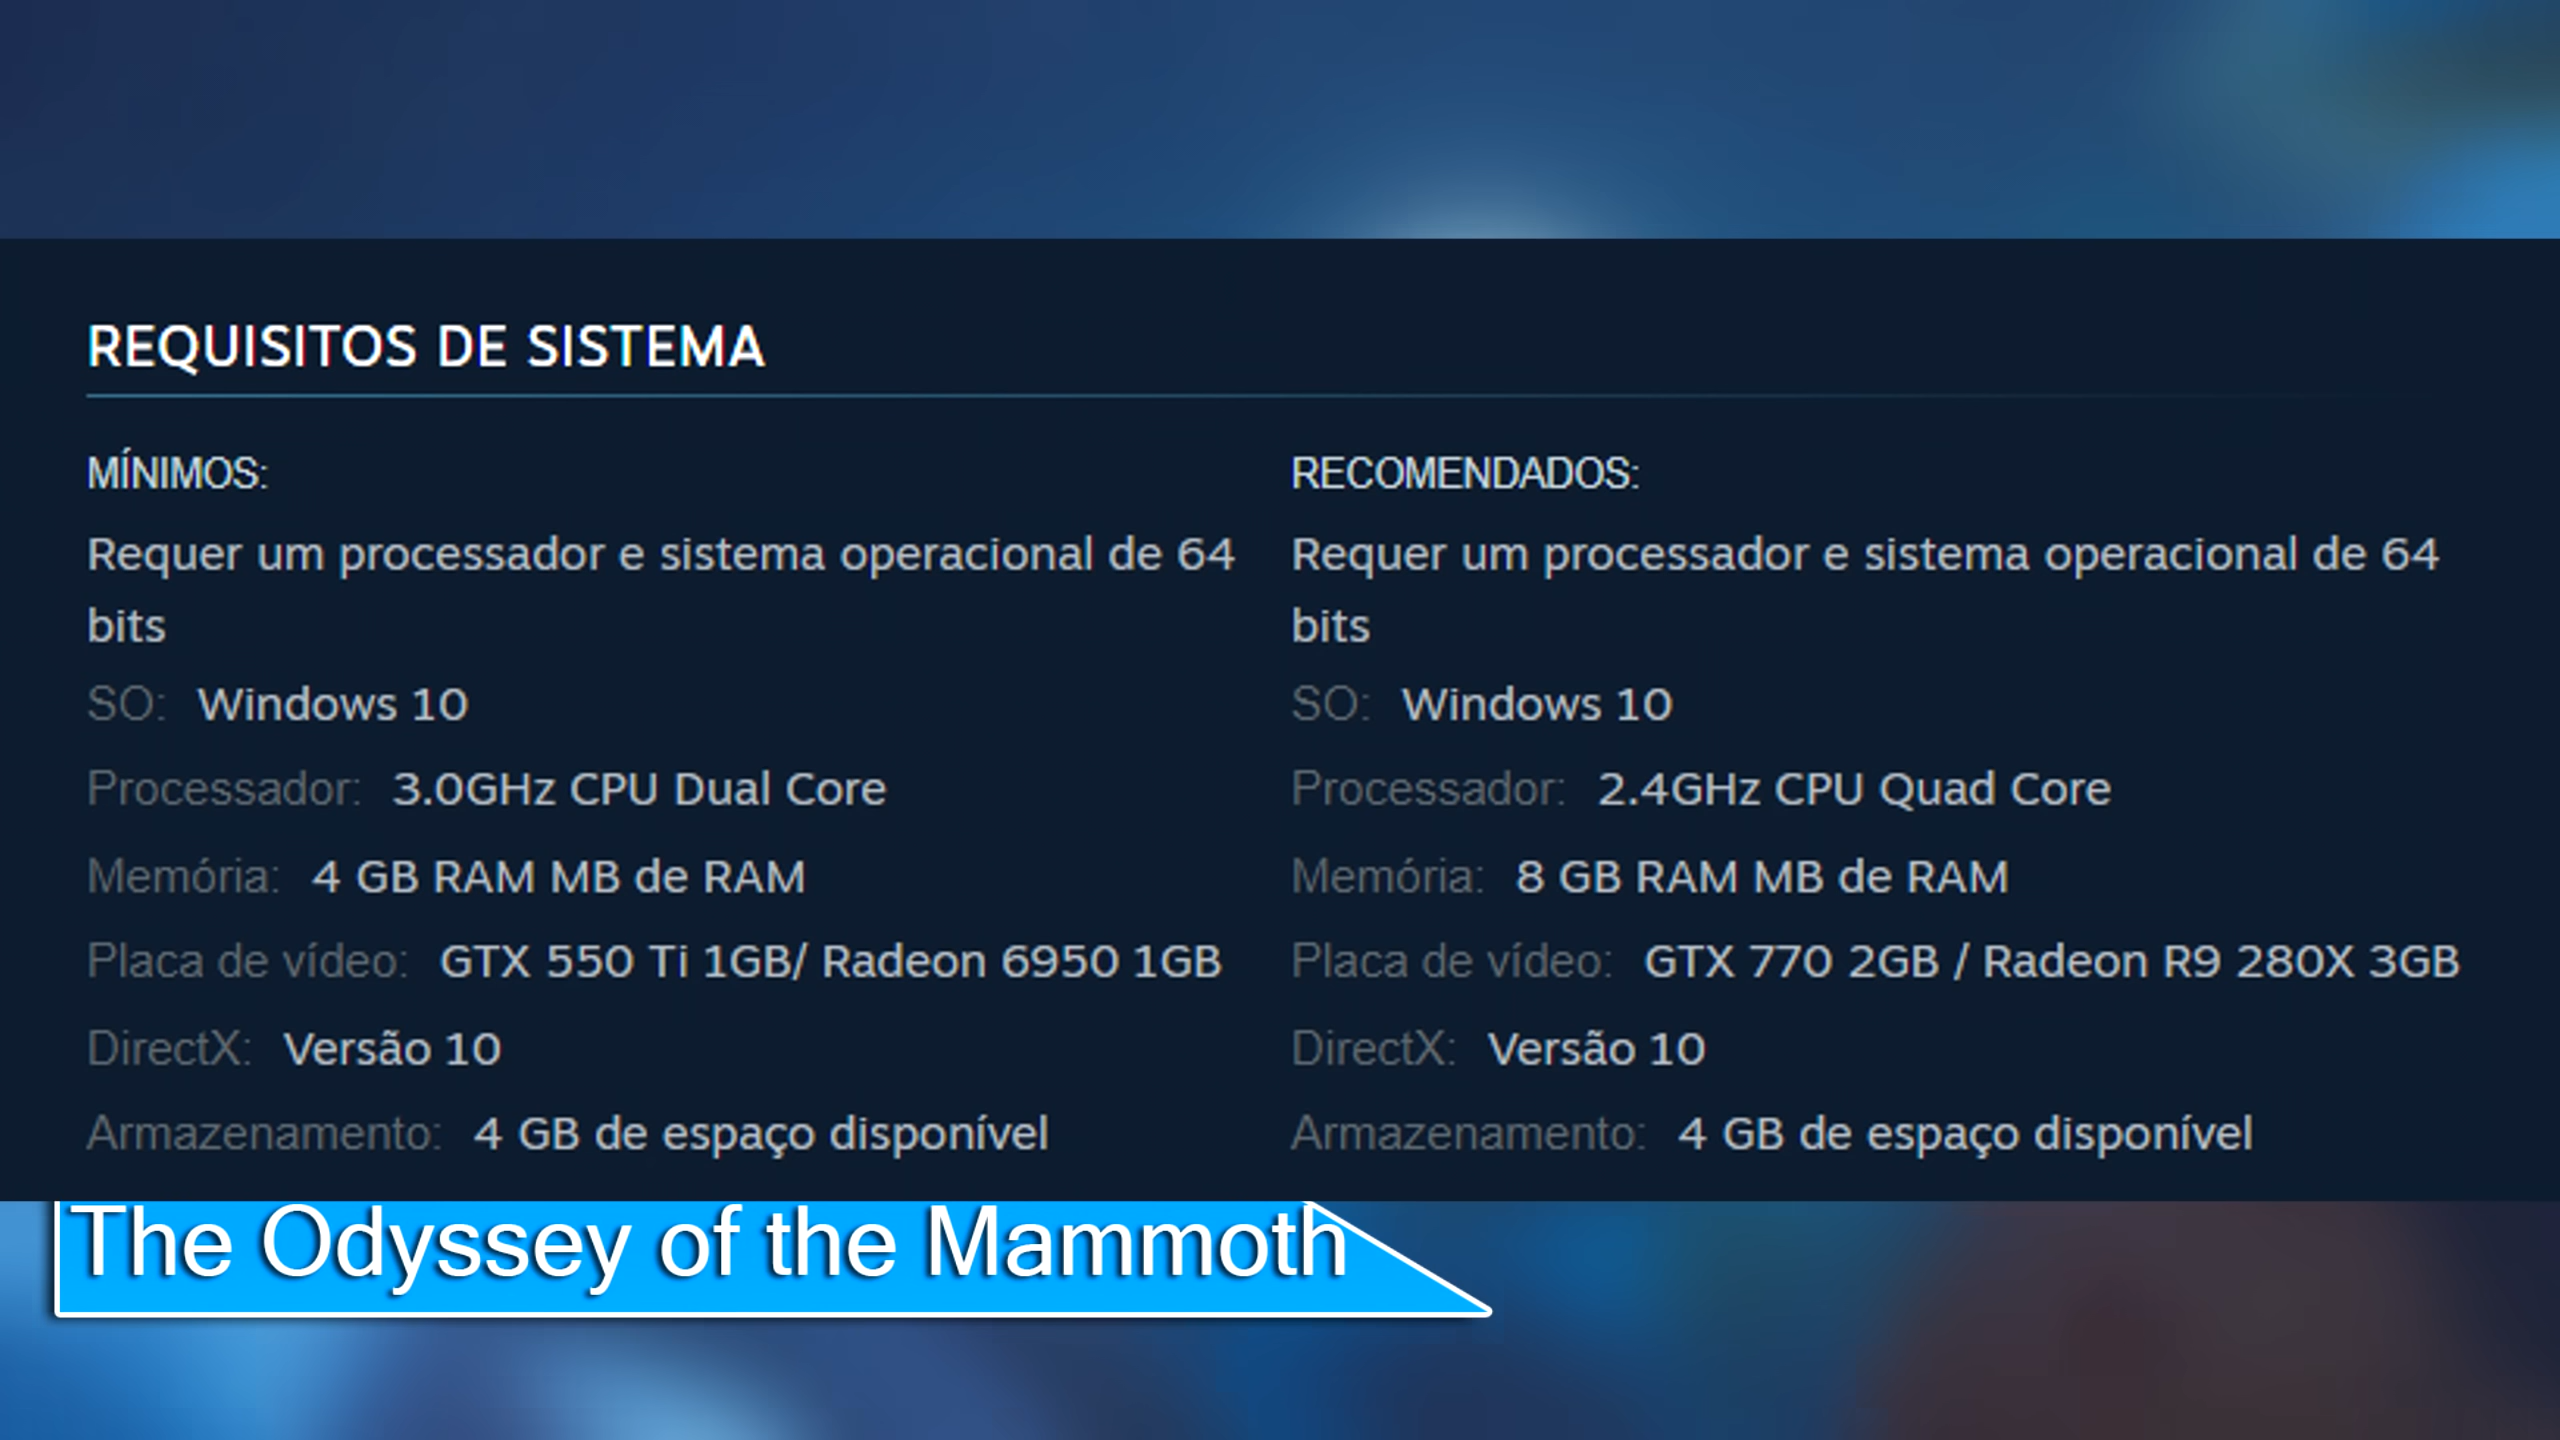 REQUISITOS DE SISTEMA
MÍNIMOS:
Requer um processador e sistema operacional de 64
bits
SO: Windows 10
Processador: 3.0GHz CPU Dual Core
Memória: 4 GB RAM MB de RAM
Placa de vídeo: GTX 550 Ti 1GB/ Radeon 6950 1GB
DirectX: Versão 10
Armazenamento: 4 GB de espaço disponível
RECOMENDADOS:
Requer um processador e sistema operacional de 64
bits
SO: Windows 10
Processador: 2.4GHz CPU Quad Core
Memória: 8 GB RAM MB de RAM
Placa de vídeo: GTX 770 2GB / Radeon R9 280X 3GB
DirectX: Versão 10
Armazenamento: 4 GB de espaço disponível
The Odyssey of the Mammoth